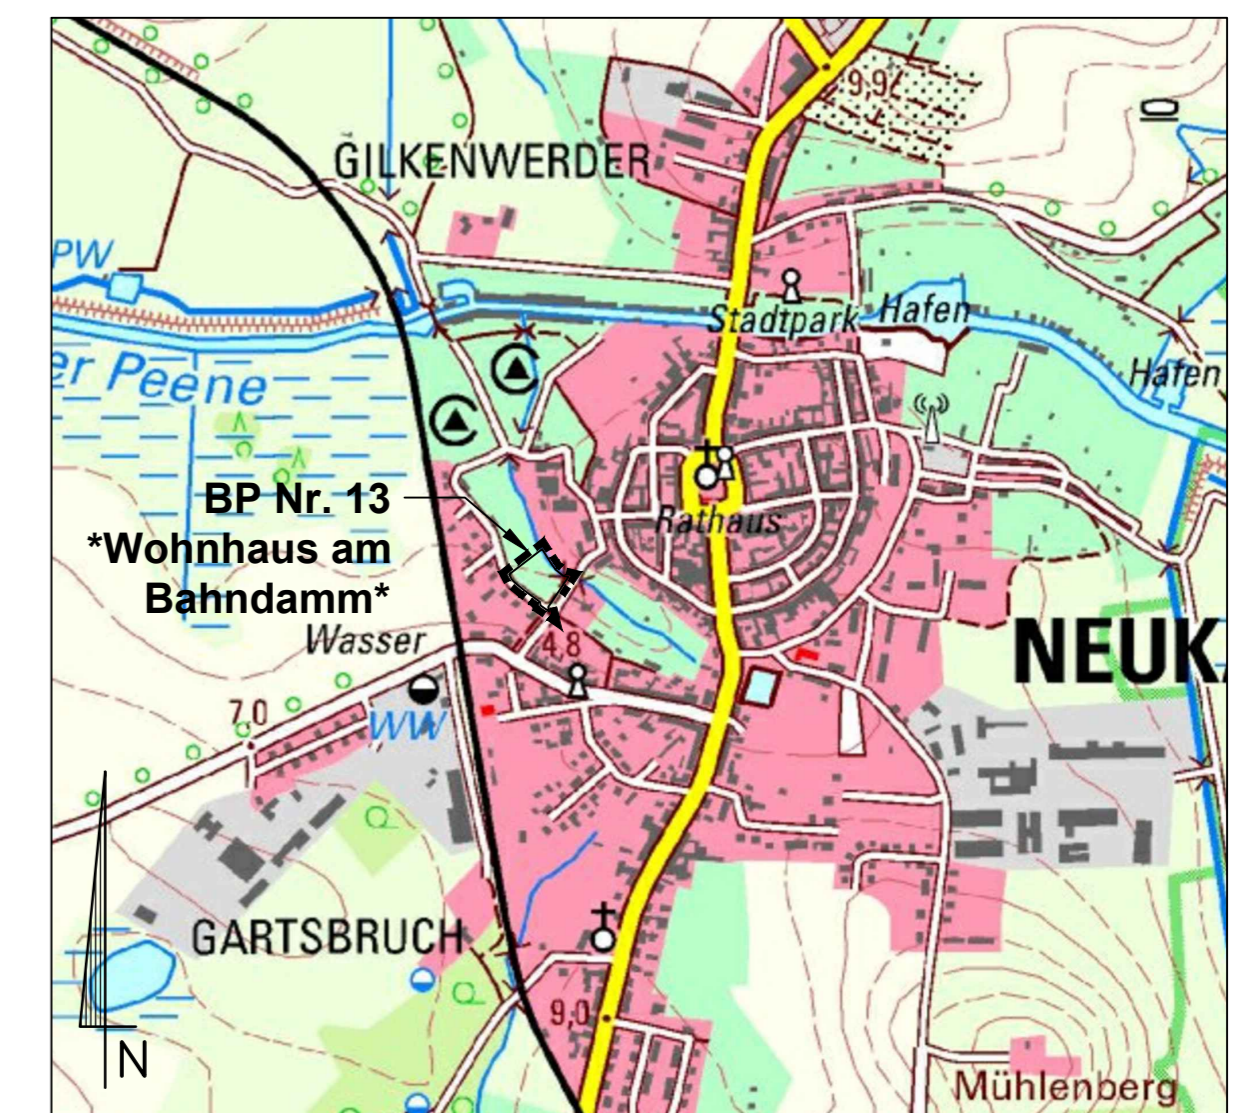 9,9
GILKENWERDER
PW
Stadtpark
Hafen
er Peene
Hafen
BP Nr. 13
*Wohnhaus am
Bahndamm*
Rathaus
Wasser
4,8
NEUK
7,0
WW
GARTSBRUCH
9,0
N
Mühlenberg